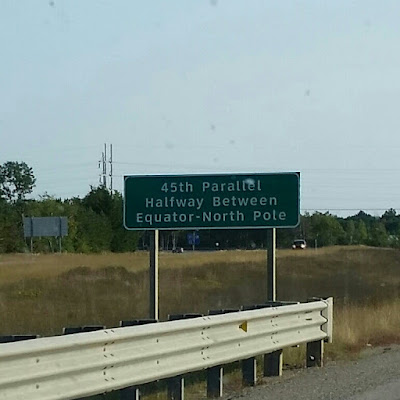 45th Parallel
Halfway Between
Equator-North Pole